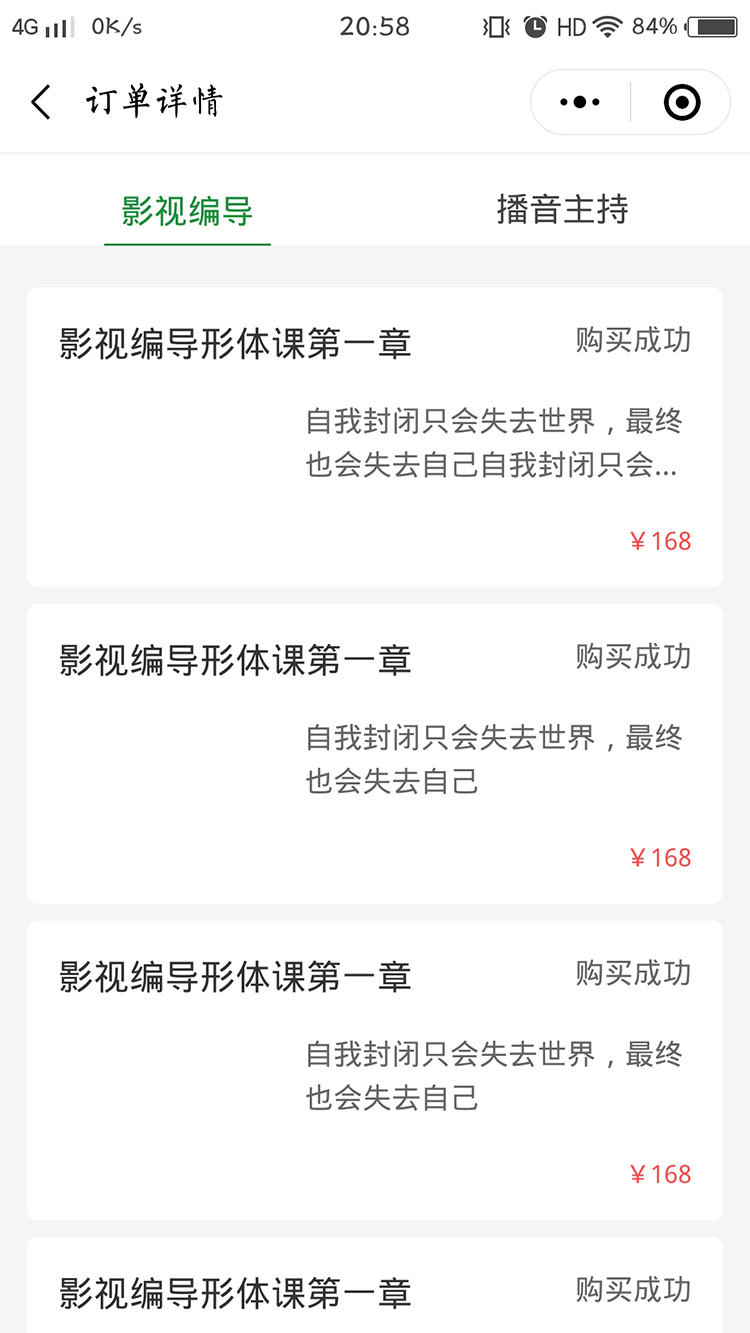 4G 0K/s 20:58 HD 84%
订单详情
影视编导 播音主持
影视编导形体课第一章 购买成功
自我封闭只会失去世界，最终
也会失去自己自我封闭只会...
￥168
影视编导形体课第一章 购买成功
自我封闭只会失去世界，最终
也会失去自己
￥168
影视编导形体课第一章 购买成功
自我封闭只会失去世界，最终
也会失去自己
￥168
影视编导形体课第一章 购买成功